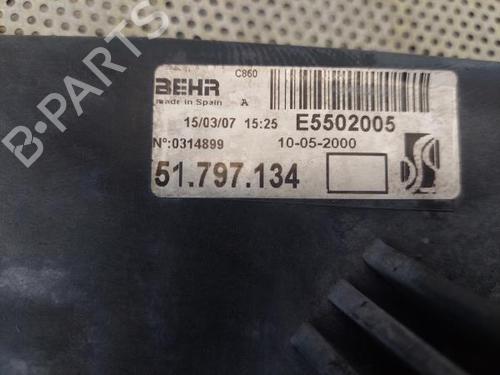 C860
BEHR
made in Spain A
15/03/07 15:25 E5502005
Nº:0314899 10-05-2000
51.797.134
B-PARTS